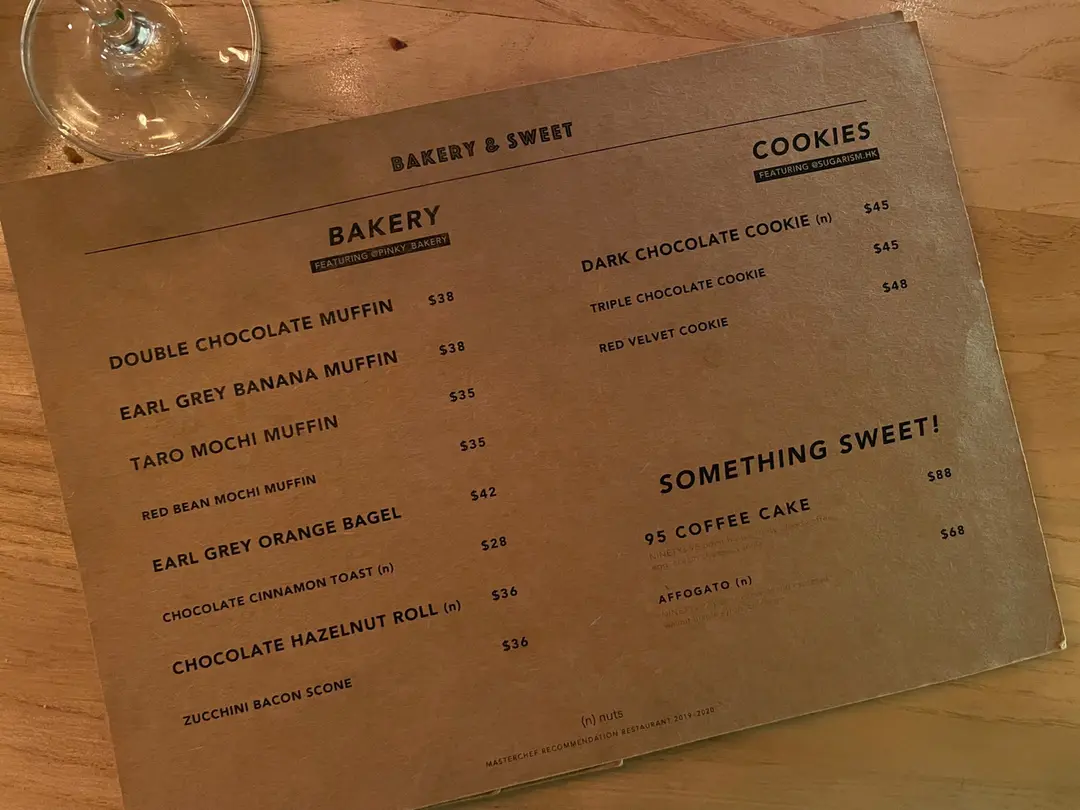 BAKERY & SWEET
BAKERY
FEATURING @PINKY_BAKERY
DOUBLE CHOCOLATE MUFFIN $38
EARL GREY BANANA MUFFIN $38
TARO MOCHI MUFFIN $35
RED BEAN MOCHI MUFFIN $35
EARL GREY ORANGE BAGEL $42
CHOCOLATE CINNAMON TOAST (n) $28
CHOCOLATE HAZELNUT ROLL (n) $36
ZUCCHINI BACON SCONE $36
COOKIES
FEATURING @SUGARISM.HK
DARK CHOCOLATE COOKIE (n) $45
TRIPLE CHOCOLATE COOKIE $45
RED VELVET COOKIE $48
SOMETHING SWEET!
95 COFFEE CAKE $88
AFFOGATO (n) $68
(n) nuts
MASTERCHEF RECOMMENDATION RESTAURANT 2019-2020